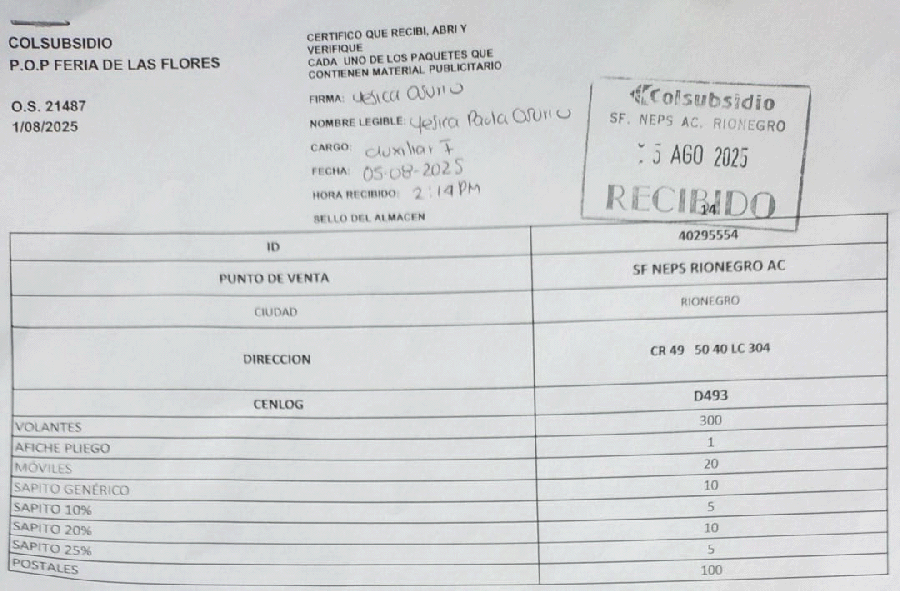 COLSUBSIDIO
P.O.P FERIA DE LAS FLORES
O.S. 21487
1/08/2025
CERTIFICO QUE RECIBI, ABRI Y
VERIFIQUE
CADA UNO DE LOS PAQUETES QUE
CONTIENEN MATERIAL PUBLICITARIO
FIRMA: Yesica
NOMBRE LEGIBLE: Yesica Paola
CARGO: Auxiliar I
FECHA: 05-08-2025
HORA RECIBIDO: 2:14 PM
SELLO DEL ALMACEN
Colsubsidio
SF. NEPS AC. RIONEGRO
5 AGO 2025
RECIBIDO
14
ID 40295554
PUNTO DE VENTA SF NEPS RIONEGRO AC
CIUDAD RIONEGRO
DIRECCION CR 49 50 40 LC 304
CENLOG D493
VOLANTES 300
AFICHE PLIEGO 1
MÓVILES 20
SAPITO GENÉRICO 10
SAPITO 10% 5
SAPITO 20% 10
SAPITO 25% 5
POSTALES 100